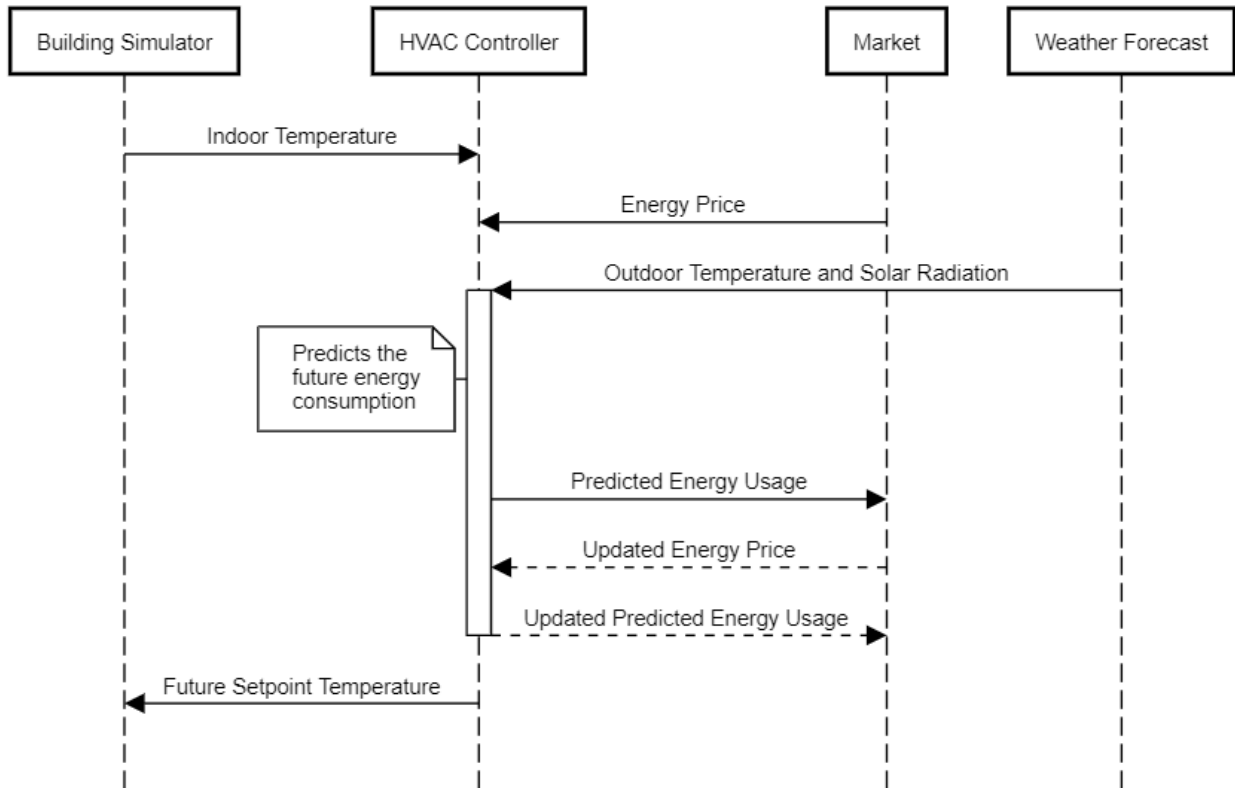 Building Simulator
HVAC Controller
Market
Weather Forecast
Indoor Temperature
Energy Price
Outdoor Temperature and Solar Radiation
Predicts the
future energy
consumption
Predicted Energy Usage
Updated Energy Price
Updated Predicted Energy Usage
Future Setpoint Temperature